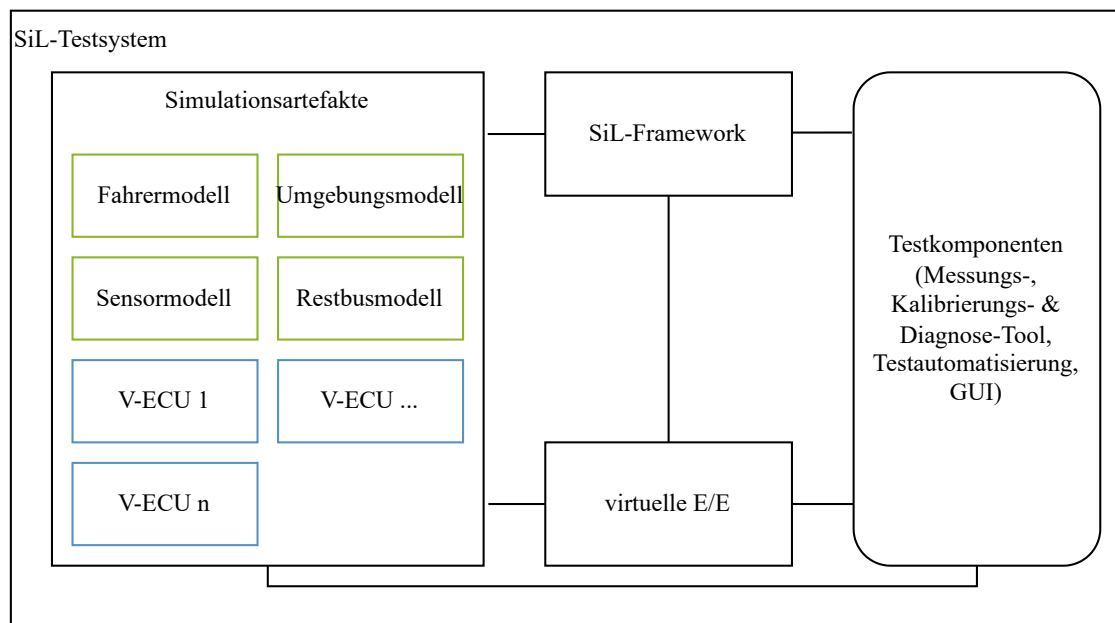 SiL-Testsystem
Simulationsartefakte
Fahrermodell
Umgebungsmodell
Sensormodell
Restbusmodell
V-ECU 1
V-ECU ...
V-ECU n
SiL-Framework
virtuelle E/E
Testkomponenten
(Messungs-,
Kalibrierungs- &
Diagnose-Tool,
Testautomatisierung,
GUI)